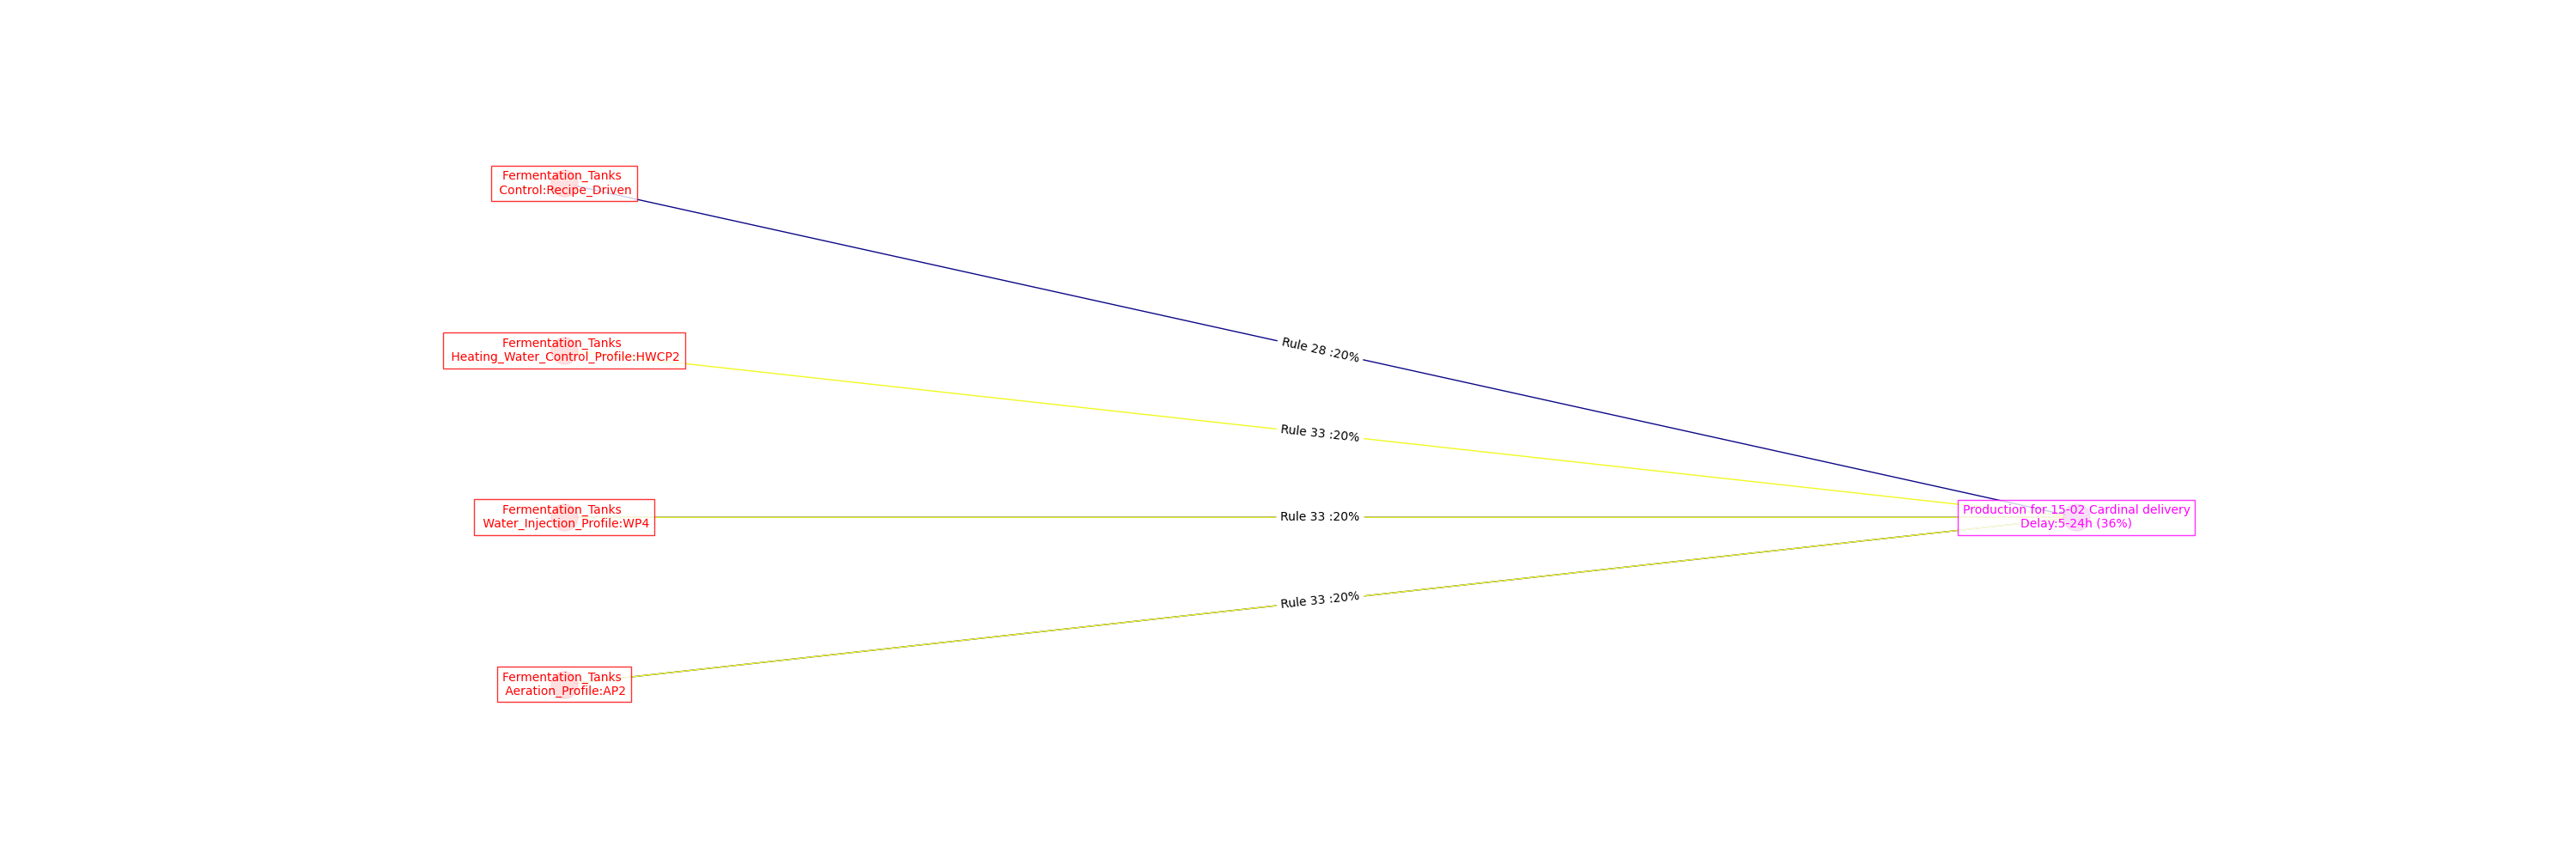 Fermentation_Tanks
Control:Recipe_Driven
Rule 28 :20%
Fermentation_Tanks
Heating_Water_Control_Profile:HWCP2
Rule 33 :20%
Fermentation_Tanks
Water_Injection_Profile:WP4
Rule 33 :20%
Production for 15-02 Cardinal delivery
Delay:5-24h (36%)
Rule 33 :20%
Fermentation_Tanks
Aeration_Profile:AP2